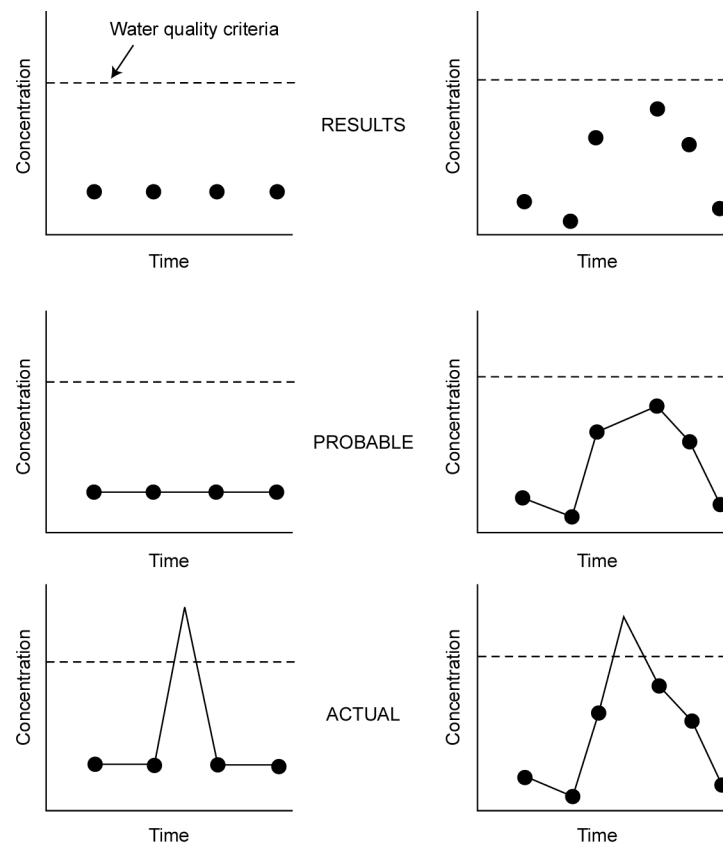 Water quality criteria
Concentration
Time
RESULTS
Concentration
Time
Concentration
Time
PROBABLE
Concentration
Time
Concentration
Time
ACTUAL
Concentration
Time